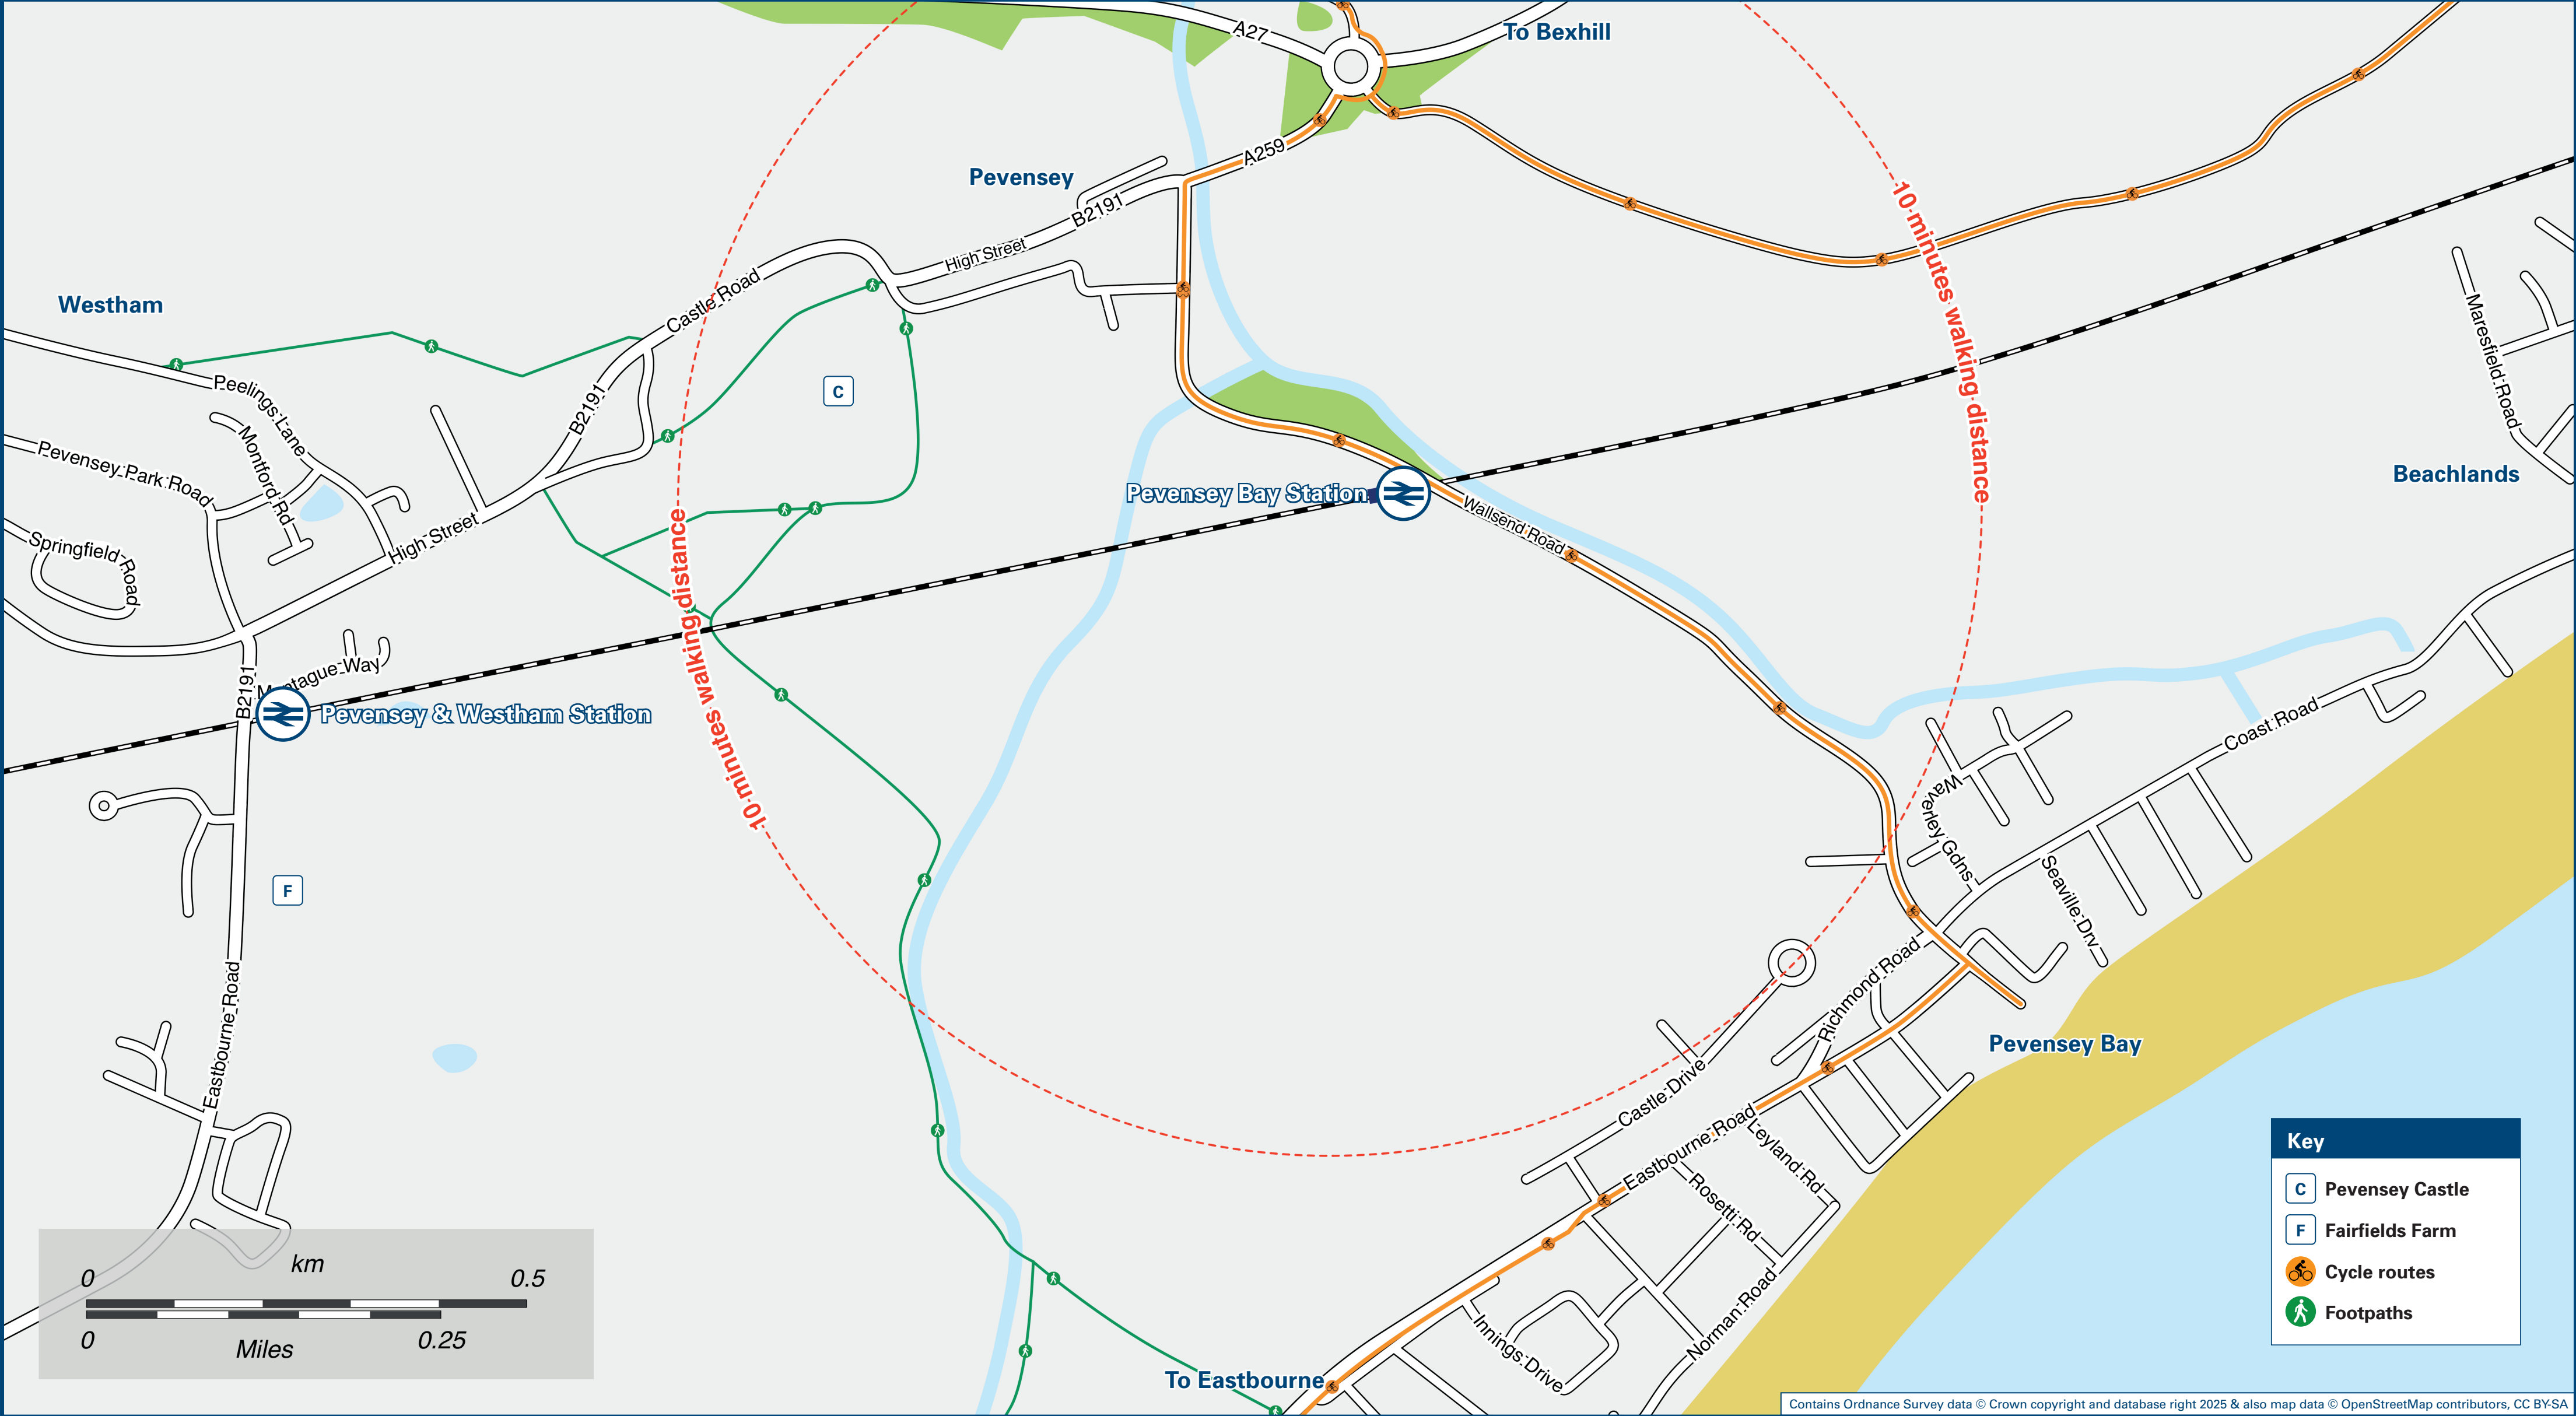 A27
To Bexhill
A259
Pevensey
B2191
High Street
10 minutes walking distance
Castle Road
Westham
Maresfield Road
Peelings Lane
C
B2191
Montford Rd
Pevensey Park Road
Beachlands
Pevensey Bay Station
Wallsend Road
High Street
Springfield Road
10 minutes walking distance
Montague Way
B2191
Pevensey & Westham Station
Coast Road
Waverley Gdns
F
Seaville Drv
Richmond Road
Eastbourne Road
Pevensey Bay
Castle Drive
Eastbourne Road
Leyland Rd
Rosetti Rd
Norman Road
Innings Drive
To Eastbourne
km
0 0.5
0 0.25
Miles
Key
C Pevensey Castle
F Fairfields Farm
Cycle routes
Footpaths
Contains Ordnance Survey data © Crown copyright and database right 2025 & also map data © OpenStreetMap contributors, CC BY-SA